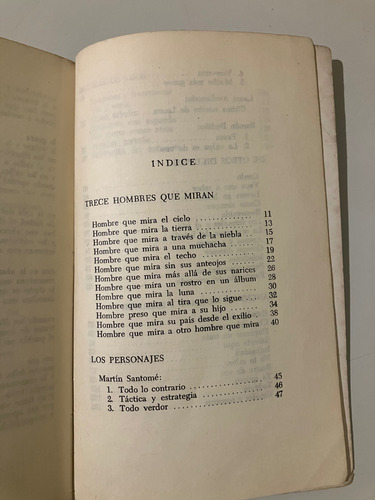 INDICE
TRECE HOMBRES QUE MIRAN
Hombre que mira el cielo . . . . . . . . . . . . . 11
Hombre que mira la tierra . . . . . . . . . . . . 13
Hombre que mira a través de la niebla . . 15
Hombre que mira a una muchacha . . . . . 17
Hombre que mira el techo . . . . . . . . . . . . 19
Hombre que mira sin sus anteojos . . . . . 22
Hombre que mira más allá de sus narices 26
Hombre que mira un rostro en un álbum 28
Hombre que mira la luna . . . . . . . . . . . . . 30
Hombre que mira al tira que lo sigue . . . 32
Hombre preso que mira a su hijo . . . . . . 34
Hombre que mira su país desde el exilio . 38
Hombre que mira a otro hombre que mira 40
LOS PERSONAJES
Martín Santomé:
1. Todo lo contrario . . . . . . . . . . . . . . . . 45
2. Táctica y estrategia . . . . . . . . . . . . . . 46
3. Todo verdor . . . . . . . . . . . . . . . . . . . . 47